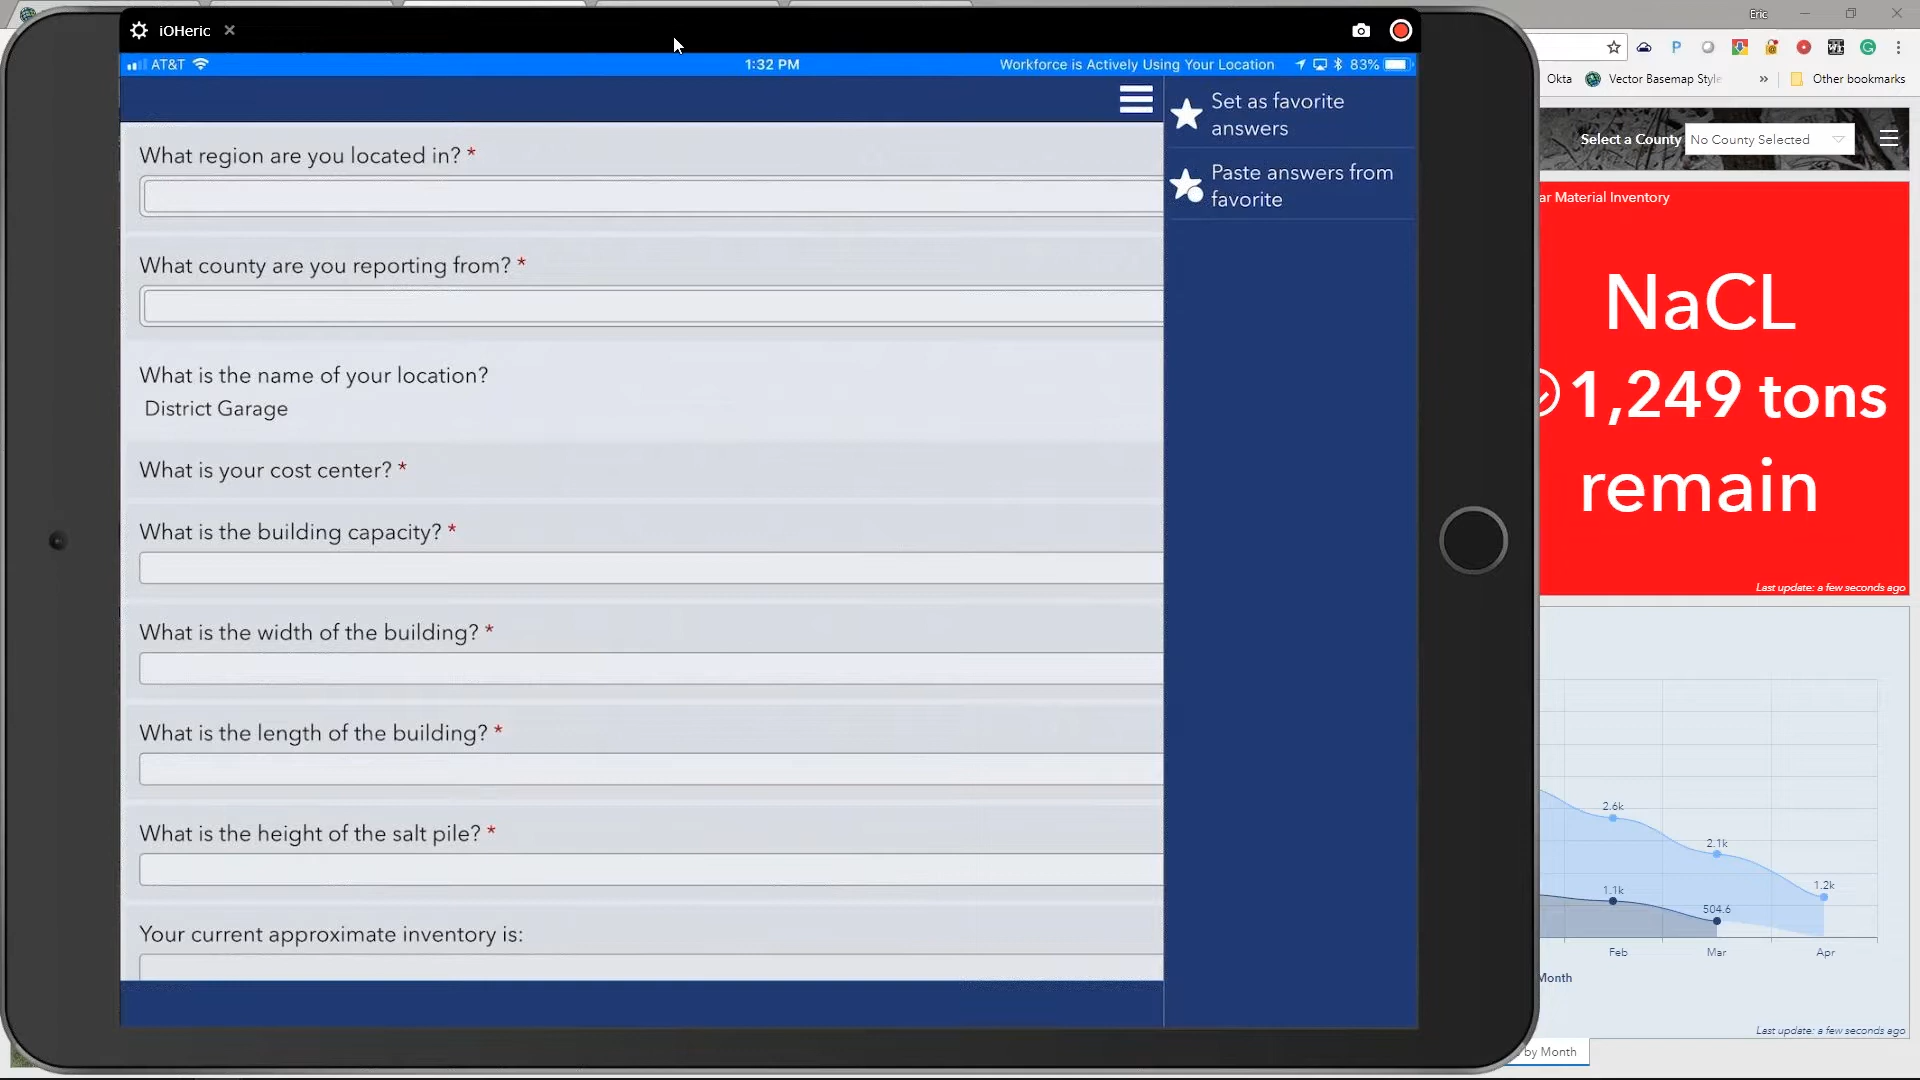 iOHeric
Eric
AT&T
1:32 PM
Workforce is Actively Using Your Location
83%
Okta
Vector Basemap Style
»
Other bookmarks
What region are you located in? *
What county are you reporting from? *
What is the name of your location?
District Garage
What is your cost center? *
What is the building capacity? *
What is the width of the building? *
What is the length of the building? *
What is the height of the salt pile? *
Your current approximate inventory is:
Set as favorite
answers
Paste answers from
favorite
Select a County
No County Selected
ar Material Inventory
NaCL
1,249 tons
remain
Last update: a few seconds ago
2.6k
2.1k
1.2k
1.1k
504.6
Feb
Mar
Apr
Month
Last update: a few seconds ago
by Month